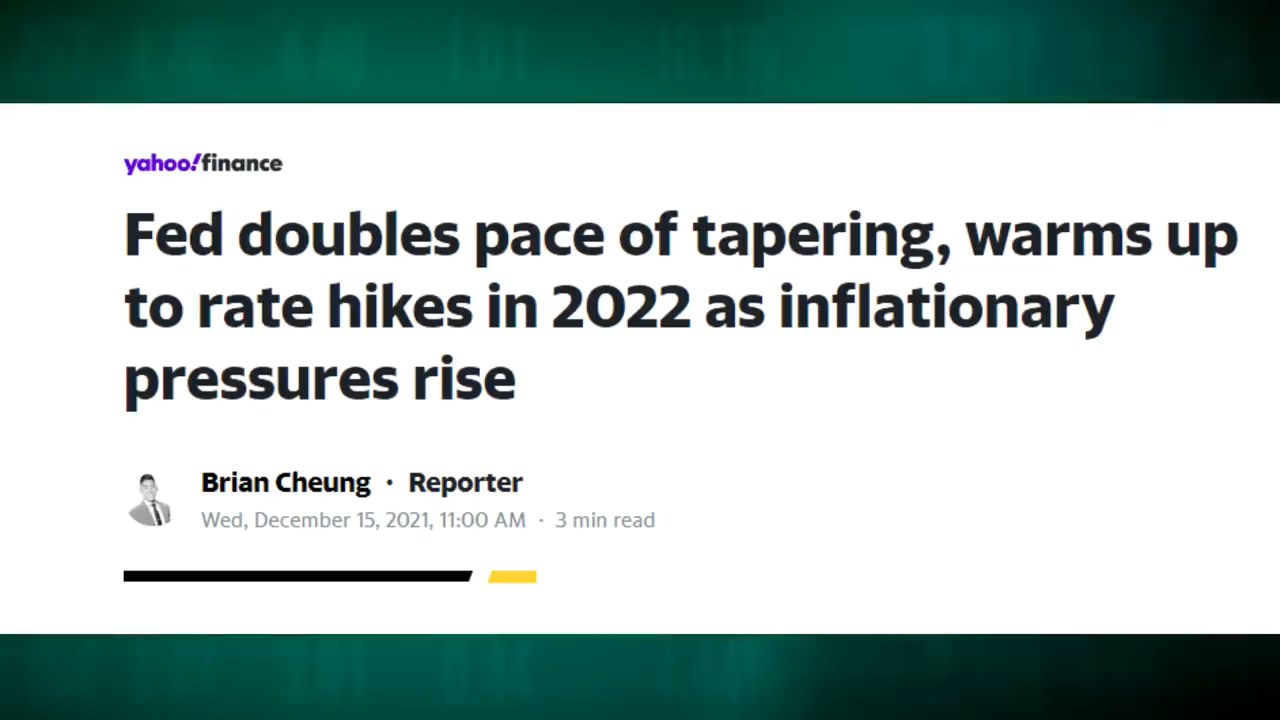 yahoo!finance
Fed doubles pace of tapering, warms up
to rate hikes in 2022 as inflationary
pressures rise
Brian Cheung • Reporter
Wed, December 15, 2021, 11:00 AM · 3 min read